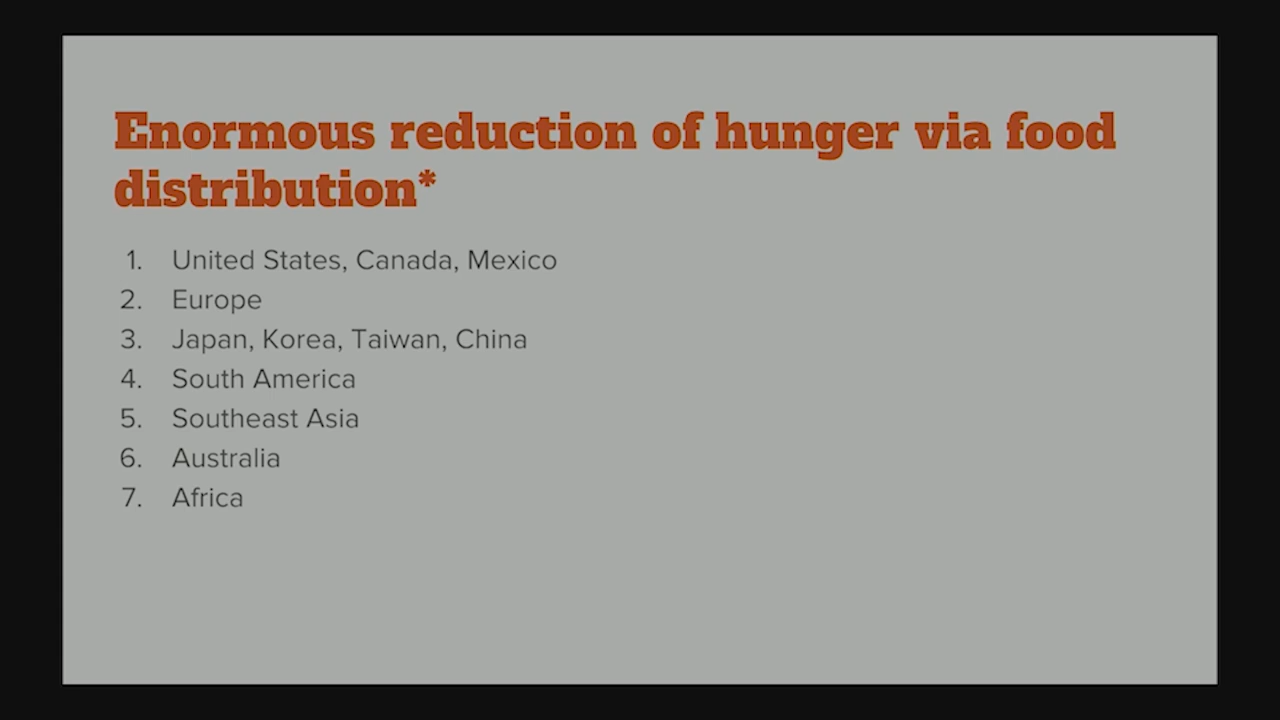 Enormous reduction of hunger via food
distribution*
1. United States, Canada, Mexico
2. Europe
3. Japan, Korea, Taiwan, China
4. South America
5. Southeast Asia
6. Australia
7. Africa